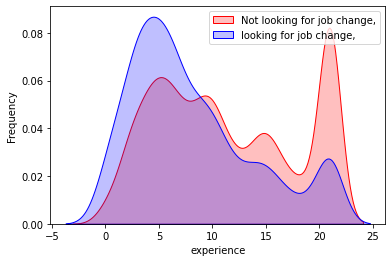 Not looking for job change,
looking for job change,
Frequency
0.08
0.06
0.04
0.02
0.00
−5 0 5 10 15 20 25
experience